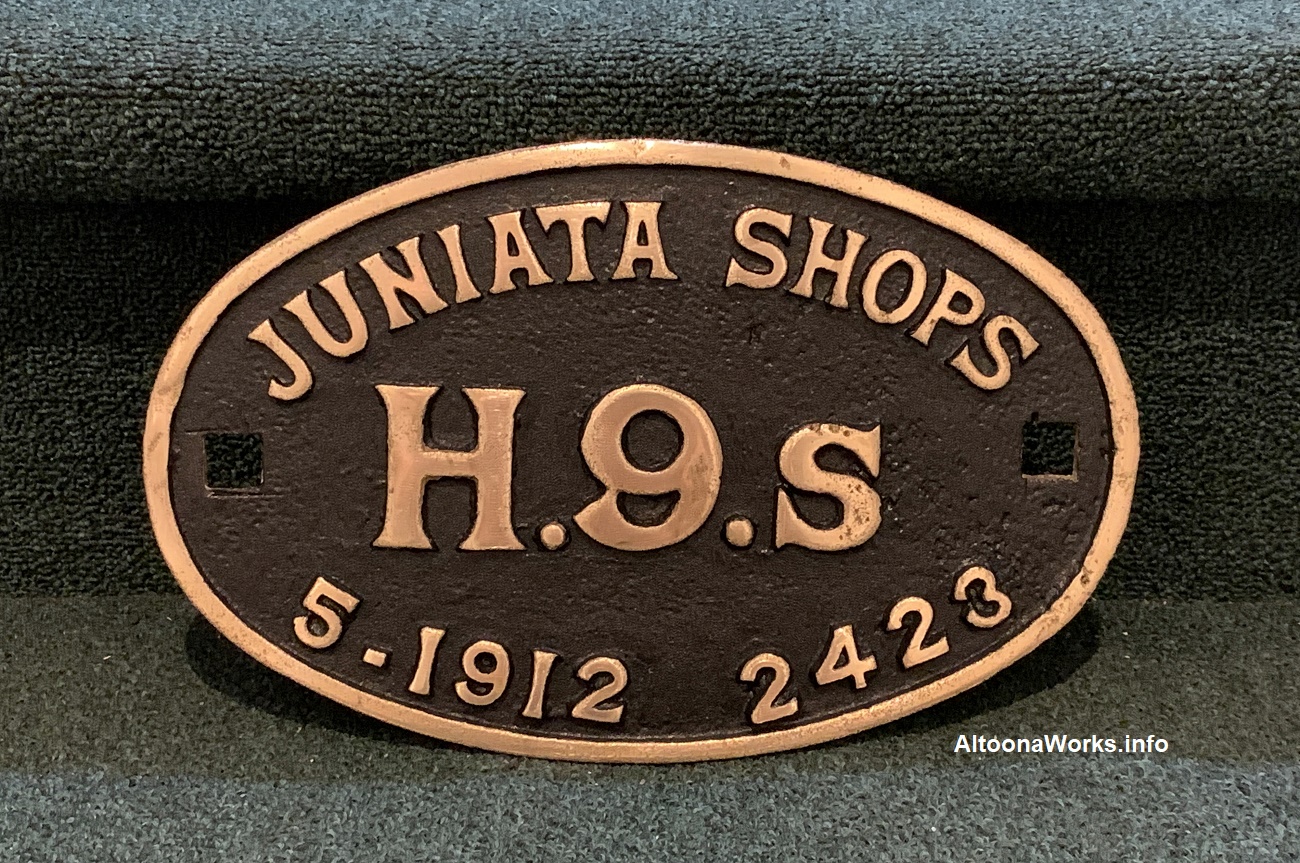 JUNIATA SHOPS
H.9.s
5-1912 2423
AltoonaWorks.info